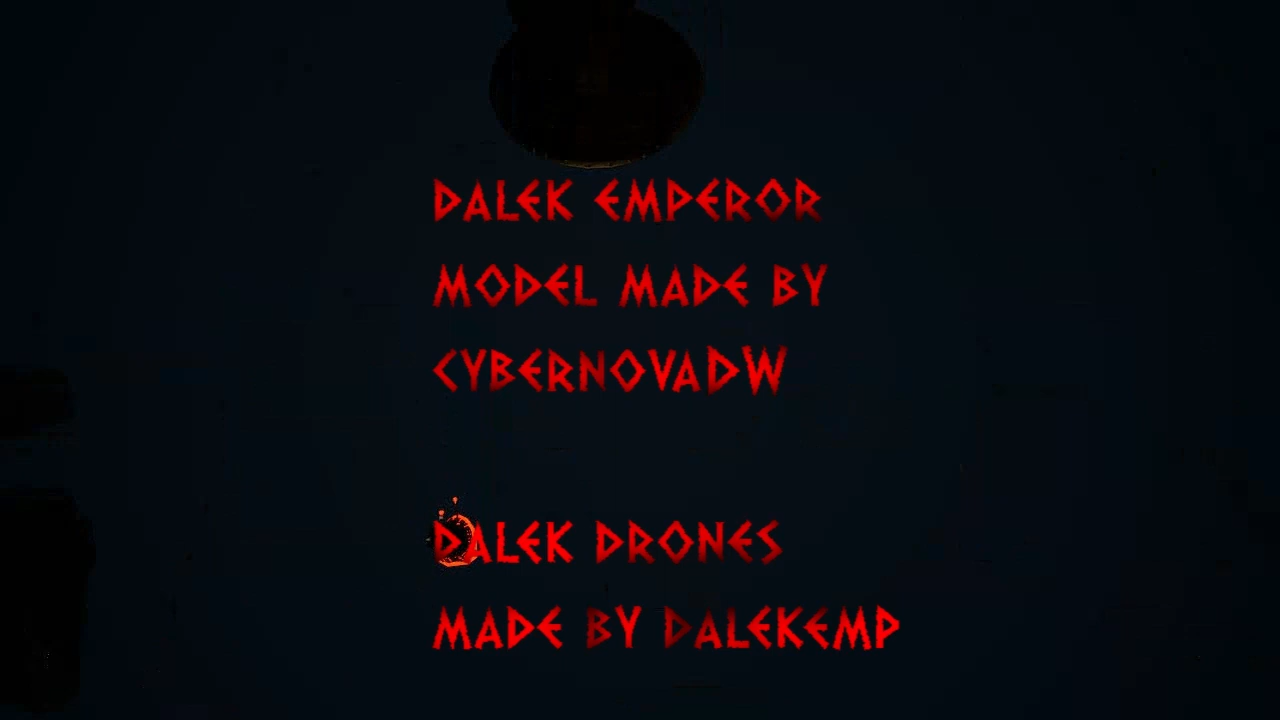 DALEK EMPEROR
MODEL MADE BY
CYBERNOVADW
DALEK DRONES
MADE BY DALEKEMP